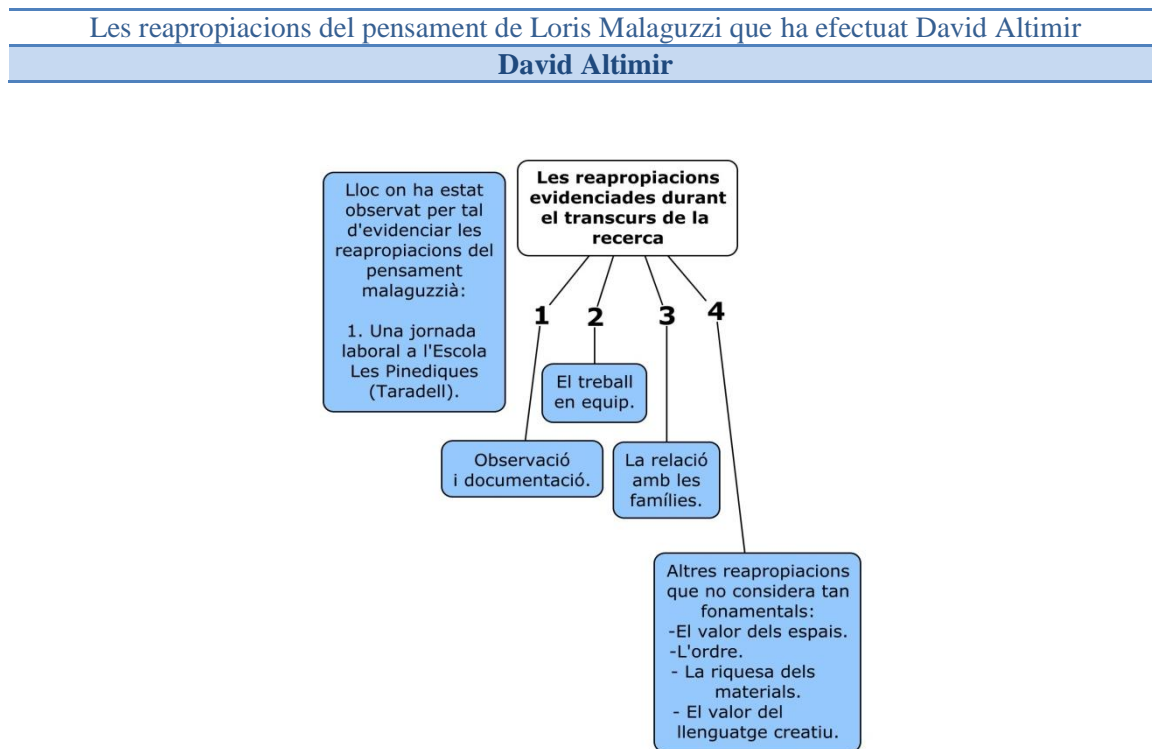 Les reapropiacions del pensament de Loris Malaguzzi que ha efectuat David Altimir
David Altimir
Lloc on ha estat
observat per tal
d'evidenciar les
reapropiacions del
pensament
malaguzzià:
1. Una jornada
laboral a l'Escola
Les Pinediques
(Taradell).
Les reapropiacions
evidenciades durant
el transcurs de la
recerca
1
2
3
4
El treball
en equip.
Observació
i documentació.
La relació
amb les
famílies.
Altres reapropiacions
que no considera tan
fonamentals:
-El valor dels espais.
-L'ordre.
- La riquesa dels
materials.
- El valor del
llenguatge creatiu.